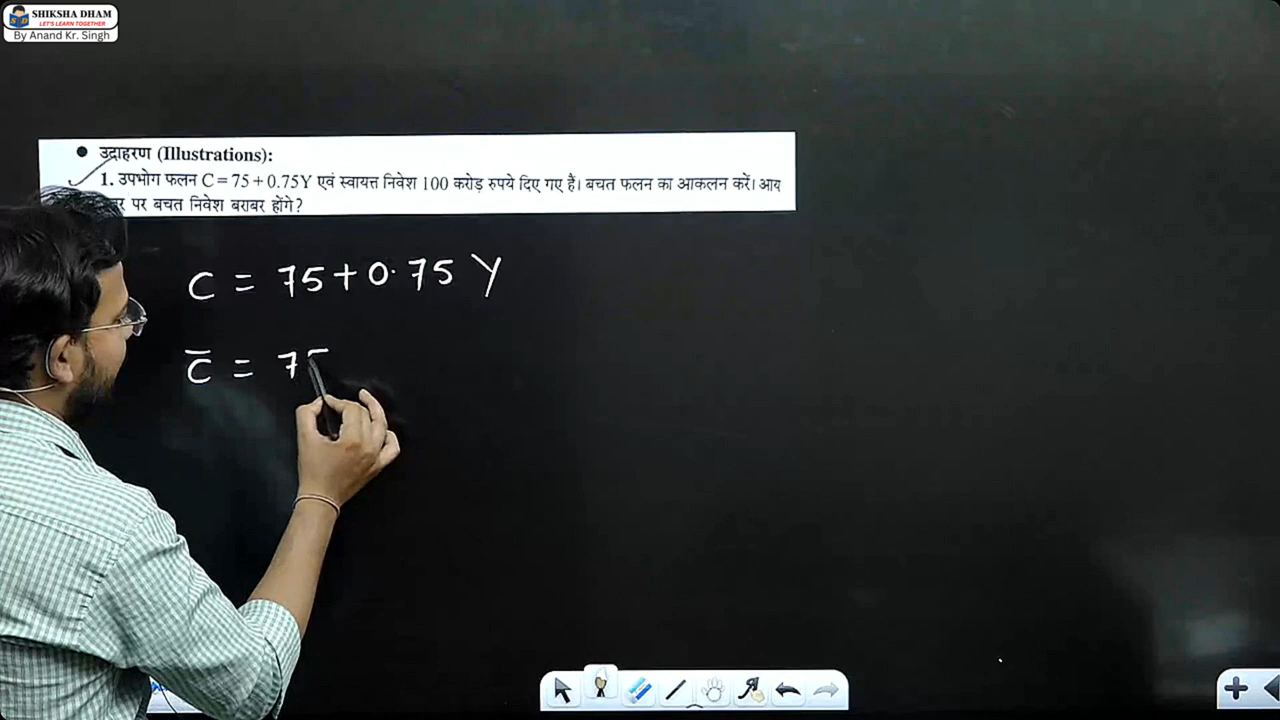 SHIKSHA DHAM
LET'S LEARN TOGETHER
By Anand Kr. Singh
● उदाहरण (Illustrations):
1. उपभोग फलन C = 75 + 0.75Y एवं स्वायत्त निवेश 100 करोड़ रुपये दिए गए हैं। बचत फलन का आकलन करें। आय
पर बचत निवेश बराबर होंगे?
C = 75 + 0.75 Y
C̅ = 75